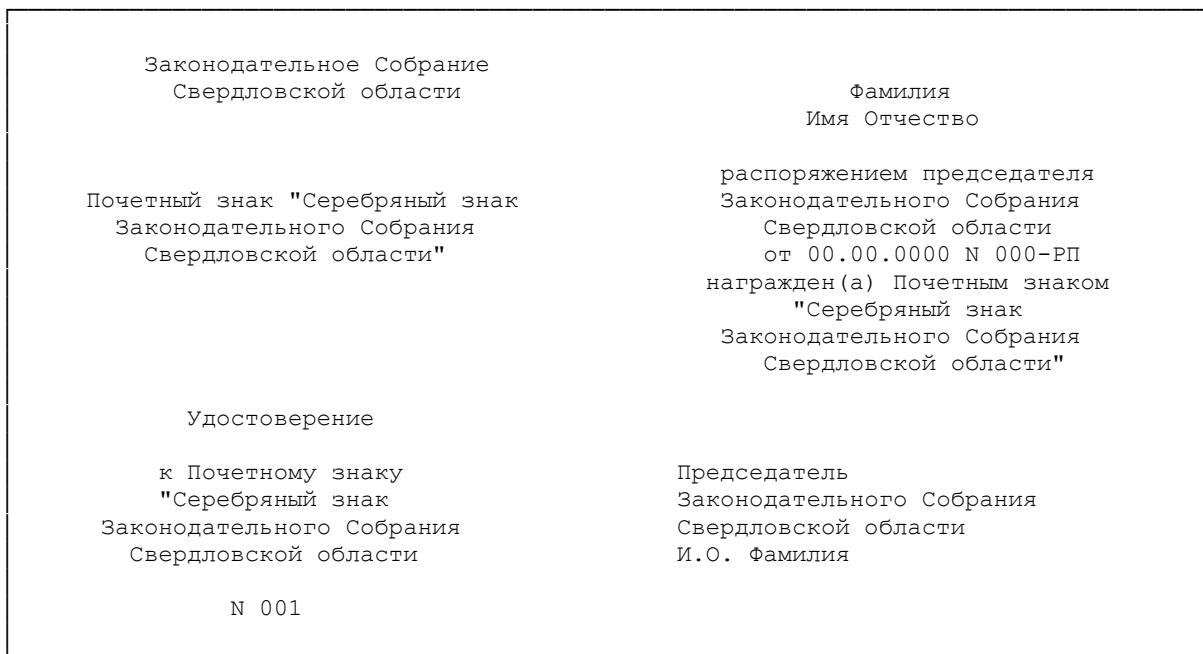 Законодательное Собрание
Свердловской области
Почетный знак "Серебряный знак
Законодательного Собрания
Свердловской области"
Удостоверение
к Почетному знаку
"Серебряный знак
Законодательного Собрания
Свердловской области
N 001
Фамилия
Имя Отчество
распоряжением председателя
Законодательного Собрания
Свердловской области
от 00.00.0000 N 000-РП
награжден(а) Почетным знаком
"Серебряный знак
Законодательного Собрания
Свердловской области"
Председатель
Законодательного Собрания
Свердловской области
И.О. Фамилия